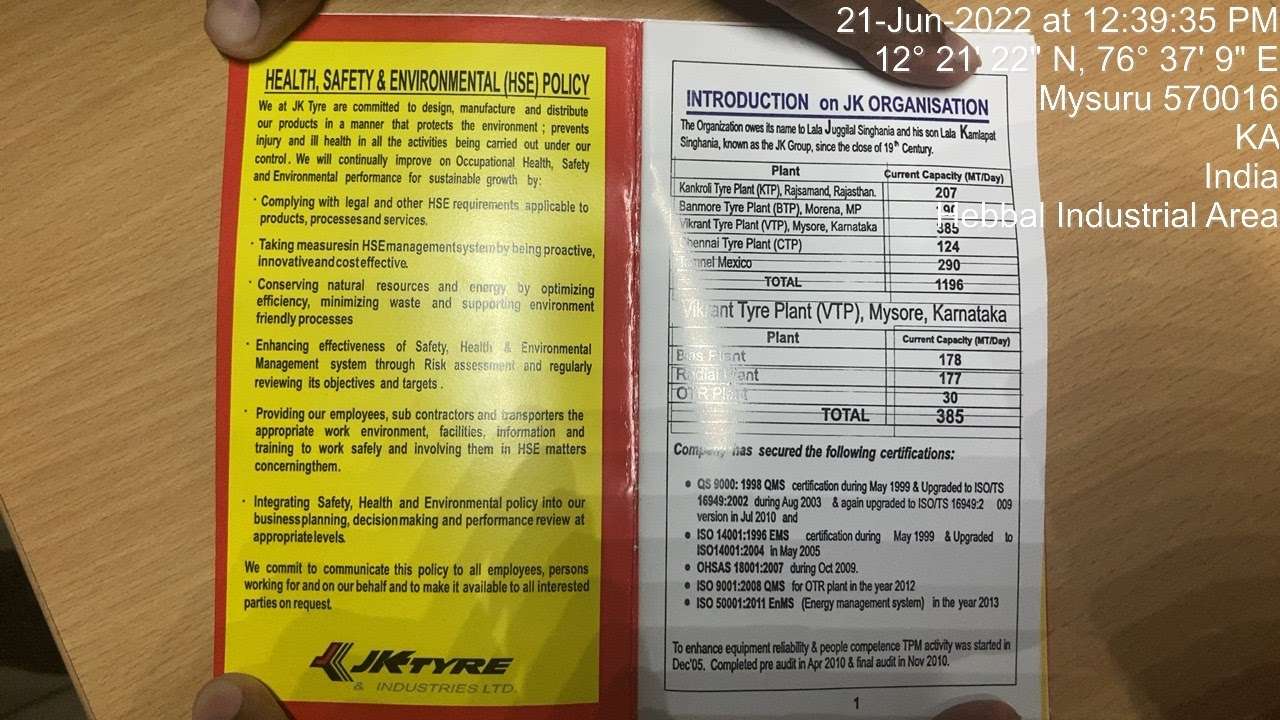 21-Jun-2022 at 12:39:35 PM
12° 21' 22" N, 76° 37' 9" E
Mysuru 570016
KA
India
Hebbal Industrial Area
HEALTH, SAFETY & ENVIRONMENTAL (HSE) POLICY
We at JK Tyre are committed to design, manufacture and distribute
our products in a manner that protects the environment ; prevents
injury and ill health in all the activities being carried out under our
control. We will continually improve on Occupational Health, Safety
and Environmental performance for sustainable growth by:
· Complying with legal and other HSE requirements applicable to
products, processes and services.
· Taking measuresin HSE management system by being proactive,
innovative and cost effective.
· Conserving natural resources and energy by optimizing
efficiency, minimizing waste and supporting environment
friendly processes
· Enhancing effectiveness of Safety, Health & Environmental
Management system through Risk assessment and regularly
reviewing its objectives and targets .
· Providing our employees, sub contractors and transporters the
appropriate work environment, facilities, information and
training to work safely and involving them in HSE matters
concerningthem.
· Integrating Safety, Health and Environmental policy into our
business planning, decision making and performance review at
appropriate levels.
We commit to communicate this policy to all employees, persons
working for and on our behalf and to make it available to all interested
parties on request.
JK TYRE
& INDUSTRIES LTD.
INTRODUCTION on JK ORGANISATION
The Organization owes its name to Lala Juggilal Singhania and his son Lala Kamlapat
Singhania, known as the JK Group, since the close of 19th Century.
Plant Current Capacity (MT/Day)
Kankroli Tyre Plant (KTP), Rajsamand, Rajasthan. 207
Banmore Tyre Plant (BTP), Morena, MP
Vikrant Tyre Plant (VTP), Mysore, Karnataka 385
Chennai Tyre Plant (CTP) 124
Mexico 290
TOTAL 1196
Vikrant Tyre Plant (VTP), Mysore, Karnataka
Plant Current Capacity (MT/Day)
Bias Plant 178
Radial Plant 177
OTR Plant 30
TOTAL 385
Company has secured the following certifications:
• QS 9000: 1998 QMS certification during May 1999 & Upgraded to ISO/TS
16949:2002 during Aug 2003 & again upgraded to ISO/TS 16949:2 009
version in Jul 2010 and
• ISO 14001:1996 EMS certification during May 1999 & Upgraded to
ISO14001:2004 in May 2005
• OHSAS 18001:2007 during Oct 2009.
• ISO 9001:2008 QMS for OTR plant in the year 2012
• ISO 50001:2011 EnMS (Energy management system) in the year 2013
To enhance equipment reliability & people competence TPM activity was started in
Dec'05. Completed pre audit in Apr 2010 & final audit in Nov 2010.
1